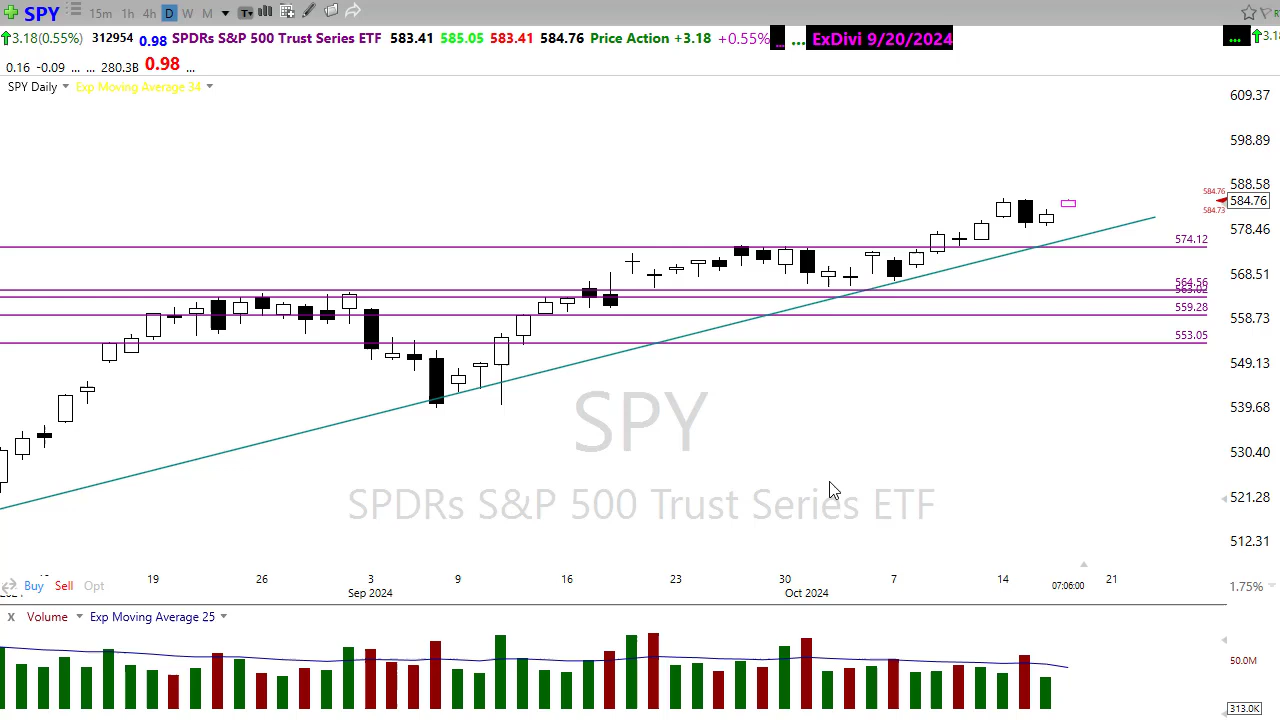 SPY 15m 1h 4h D W M
3.18(0.55%) 312954 0.98 SPDRs S&P 500 Trust Series ETF 583.41 585.05 583.41 584.76 Price Action +3.18 +0.55% ... ... ExDivi 9/20/2024 ... 3.18
0.16 -0.09 ... ... 280.3B 0.98 ...
SPY Daily Exp Moving Average 34
609.37
598.89
588.58
584.76
584.76
584.73
578.46
574.12
568.51
564.56
559.28
558.73
553.05
549.13
539.68
530.40
521.28
512.31
SPY
SPDRs S&P 500 Trust Series ETF
19 26 3 9 16 23 30 7 14 21
Buy Sell Opt
Sep 2024 Oct 2024 07:06:00 1.75%
X Volume Exp Moving Average 25
50.0M
313.0K